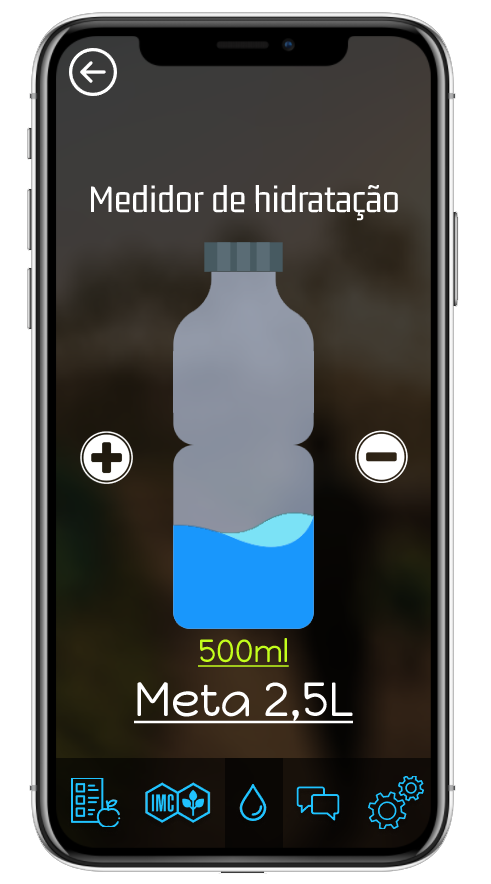 Medidor de hidratação
500ml
Meta 2,5L
IMC